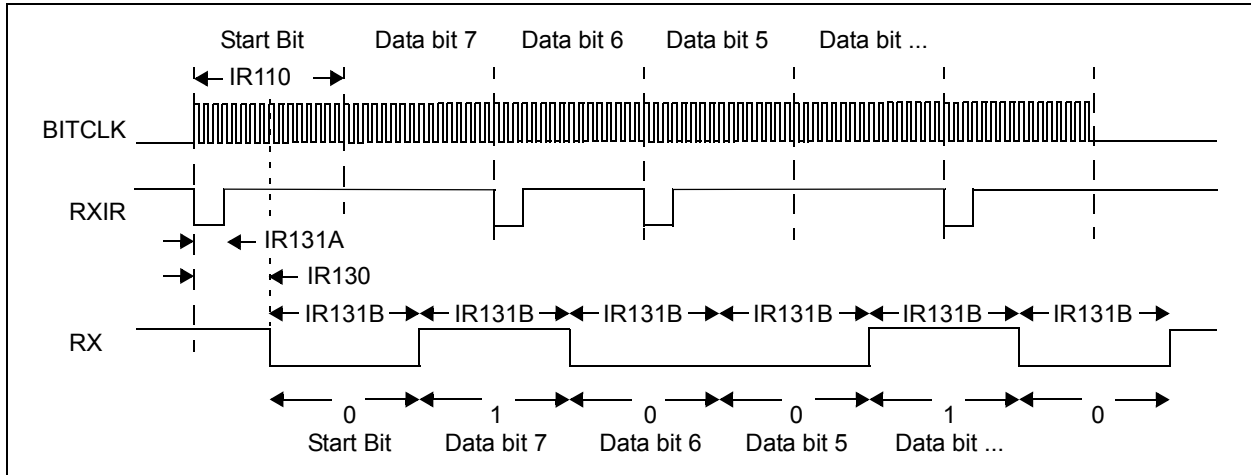 Start Bit Data bit 7 Data bit 6 Data bit 5 Data bit ...
IR110
BITCLK
RXIR
IR131A
IR130
IR131B IR131B IR131B IR131B IR131B IR131B
RX
0 1 0 0 1 0
Start Bit Data bit 7 Data bit 6 Data bit 5 Data bit ...